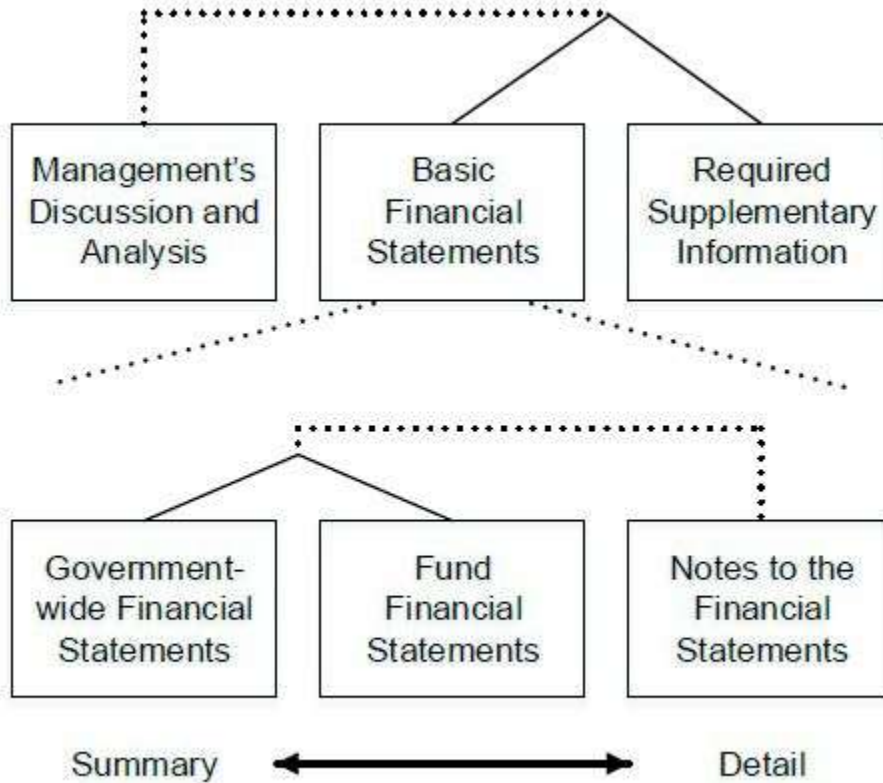 Management's
Discussion and
Analysis
Basic
Financial
Statements
Required
Supplementary
Information
Government-
wide Financial
Statements
Fund
Financial
Statements
Notes to the
Financial
Statements
Summary
Detail